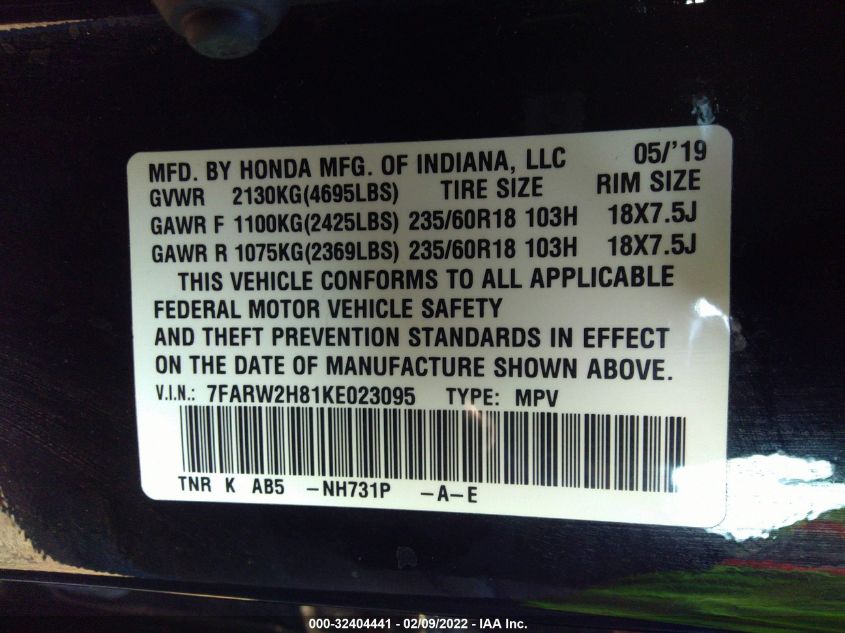 MFD. BY HONDA MFG. OF INDIANA, LLC 05/'19
GVWR 2130KG(4695LBS) TIRE SIZE RIM SIZE
GAWR F 1100KG(2425LBS) 235/60R18 103H 18X7.5J
GAWR R 1075KG(2369LBS) 235/60R18 103H 18X7.5J
THIS VEHICLE CONFORMS TO ALL APPLICABLE
FEDERAL MOTOR VEHICLE SAFETY
AND THEFT PREVENTION STANDARDS IN EFFECT
ON THE DATE OF MANUFACTURE SHOWN ABOVE.
V.I.N.: 7FARW2H81KE023095 TYPE: MPV
TNR K AB5 -NH731P -A-E
000-32404441 - 02/09/2022 - IAA Inc.